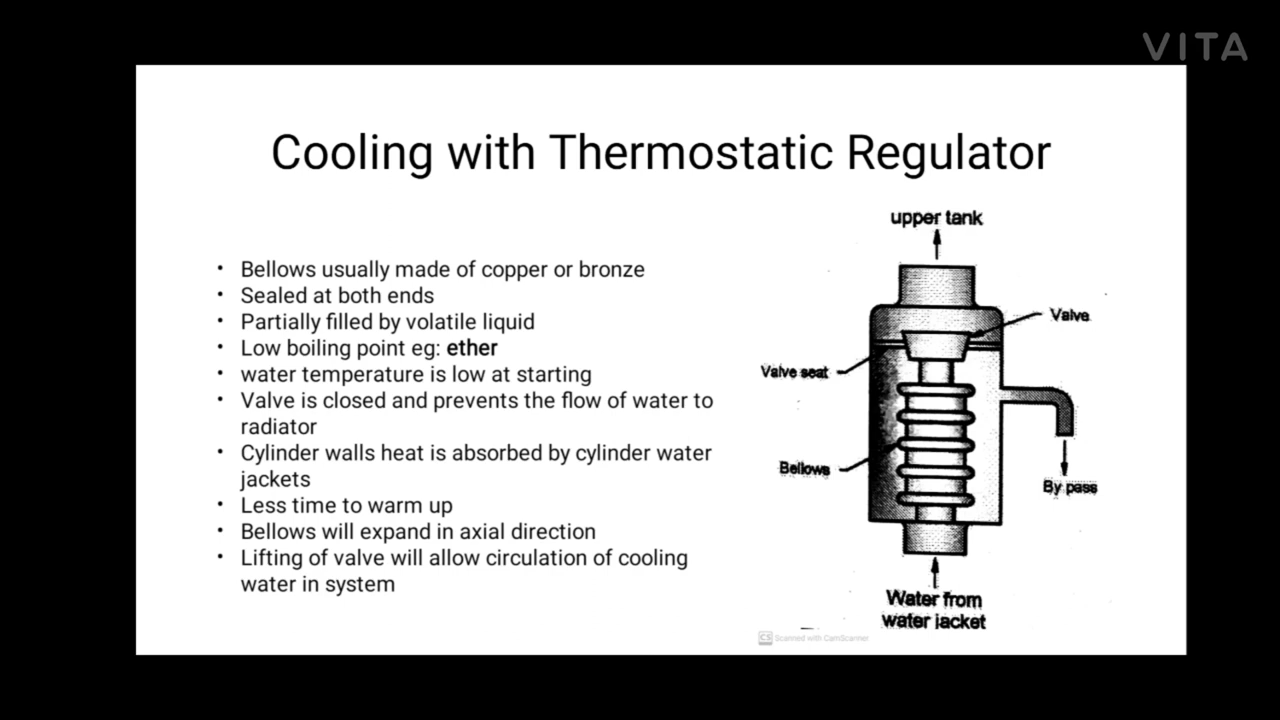 VITA
Cooling with Thermostatic Regulator
• Bellows usually made of copper or bronze
• Sealed at both ends
• Partially filled by volatile liquid
• Low boiling point eg: ether
• water temperature is low at starting
• Valve is closed and prevents the flow of water to
radiator
• Cylinder walls heat is absorbed by cylinder water
jackets
• Less time to warm up
• Bellows will expand in axial direction
• Lifting of valve will allow circulation of cooling
water in system
upper tank
Valve
Valve seat
Bellows
By pass
Water from
water jacket
CS Scanned with CamScanner